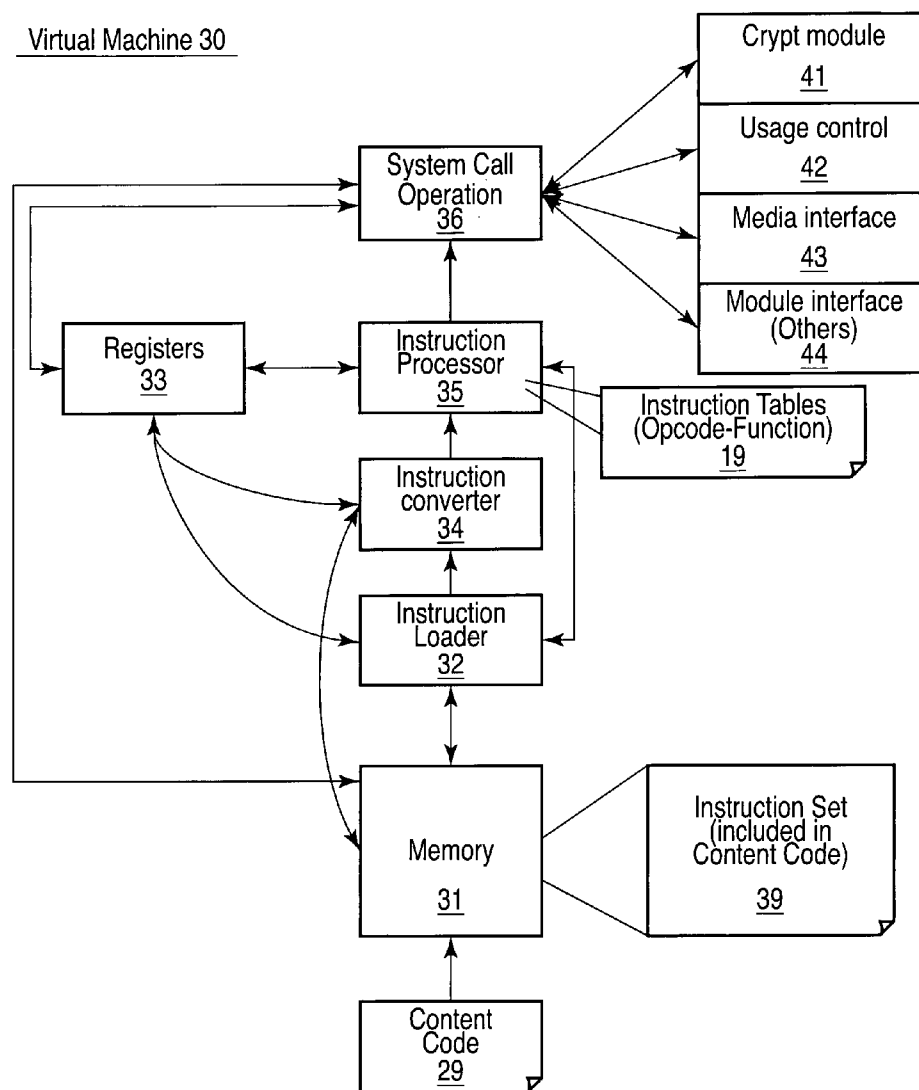 Virtual Machine 30
Crypt module
41
Usage control
42
Media interface
43
Module interface
(Others)
44
System Call
Operation
36
Registers
33
Instruction
Processor
35
Instruction Tables
(Opcode-Function)
19
Instruction
converter
34
Instruction
Loader
32
Memory
31
Instruction Set
(included in
Content Code)
39
Content
Code
29